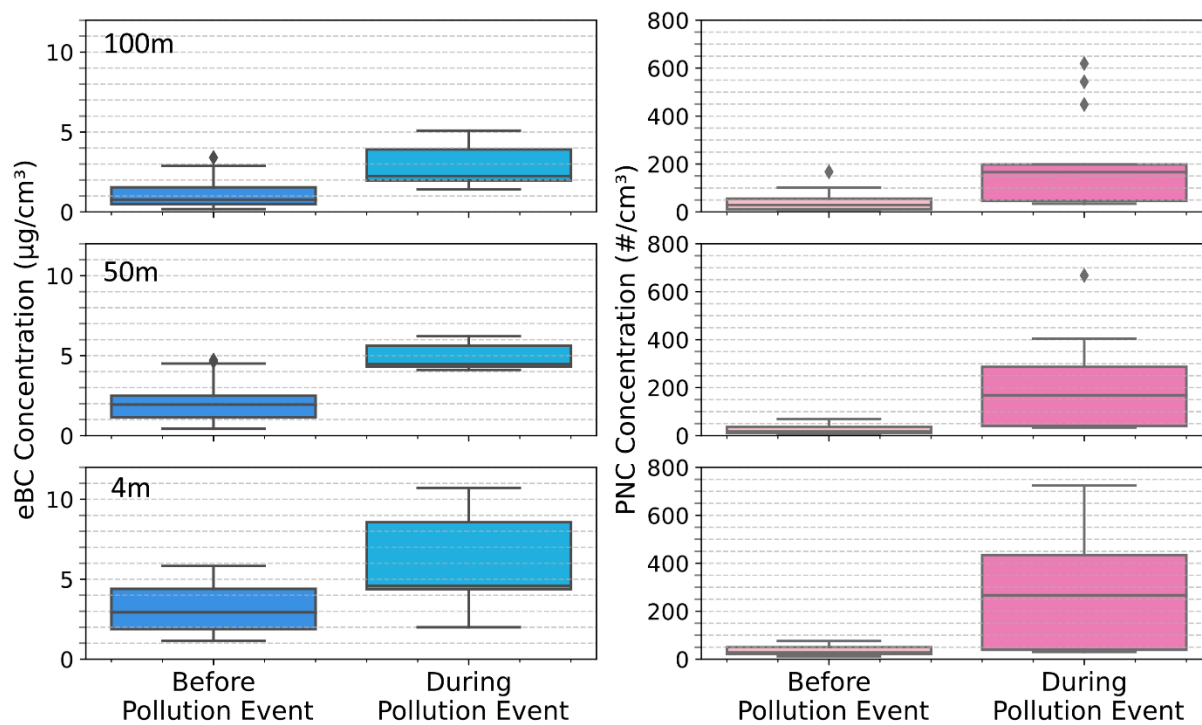 100m
10
5
0
800
600
400
200
0
50m
10
5
0
800
600
400
200
0
4m
10
5
0
800
600
400
200
0
eBC Concentration (μg/cm³)
PNC Concentration (#/cm³)
Before
Pollution Event
During
Pollution Event
Before
Pollution Event
During
Pollution Event